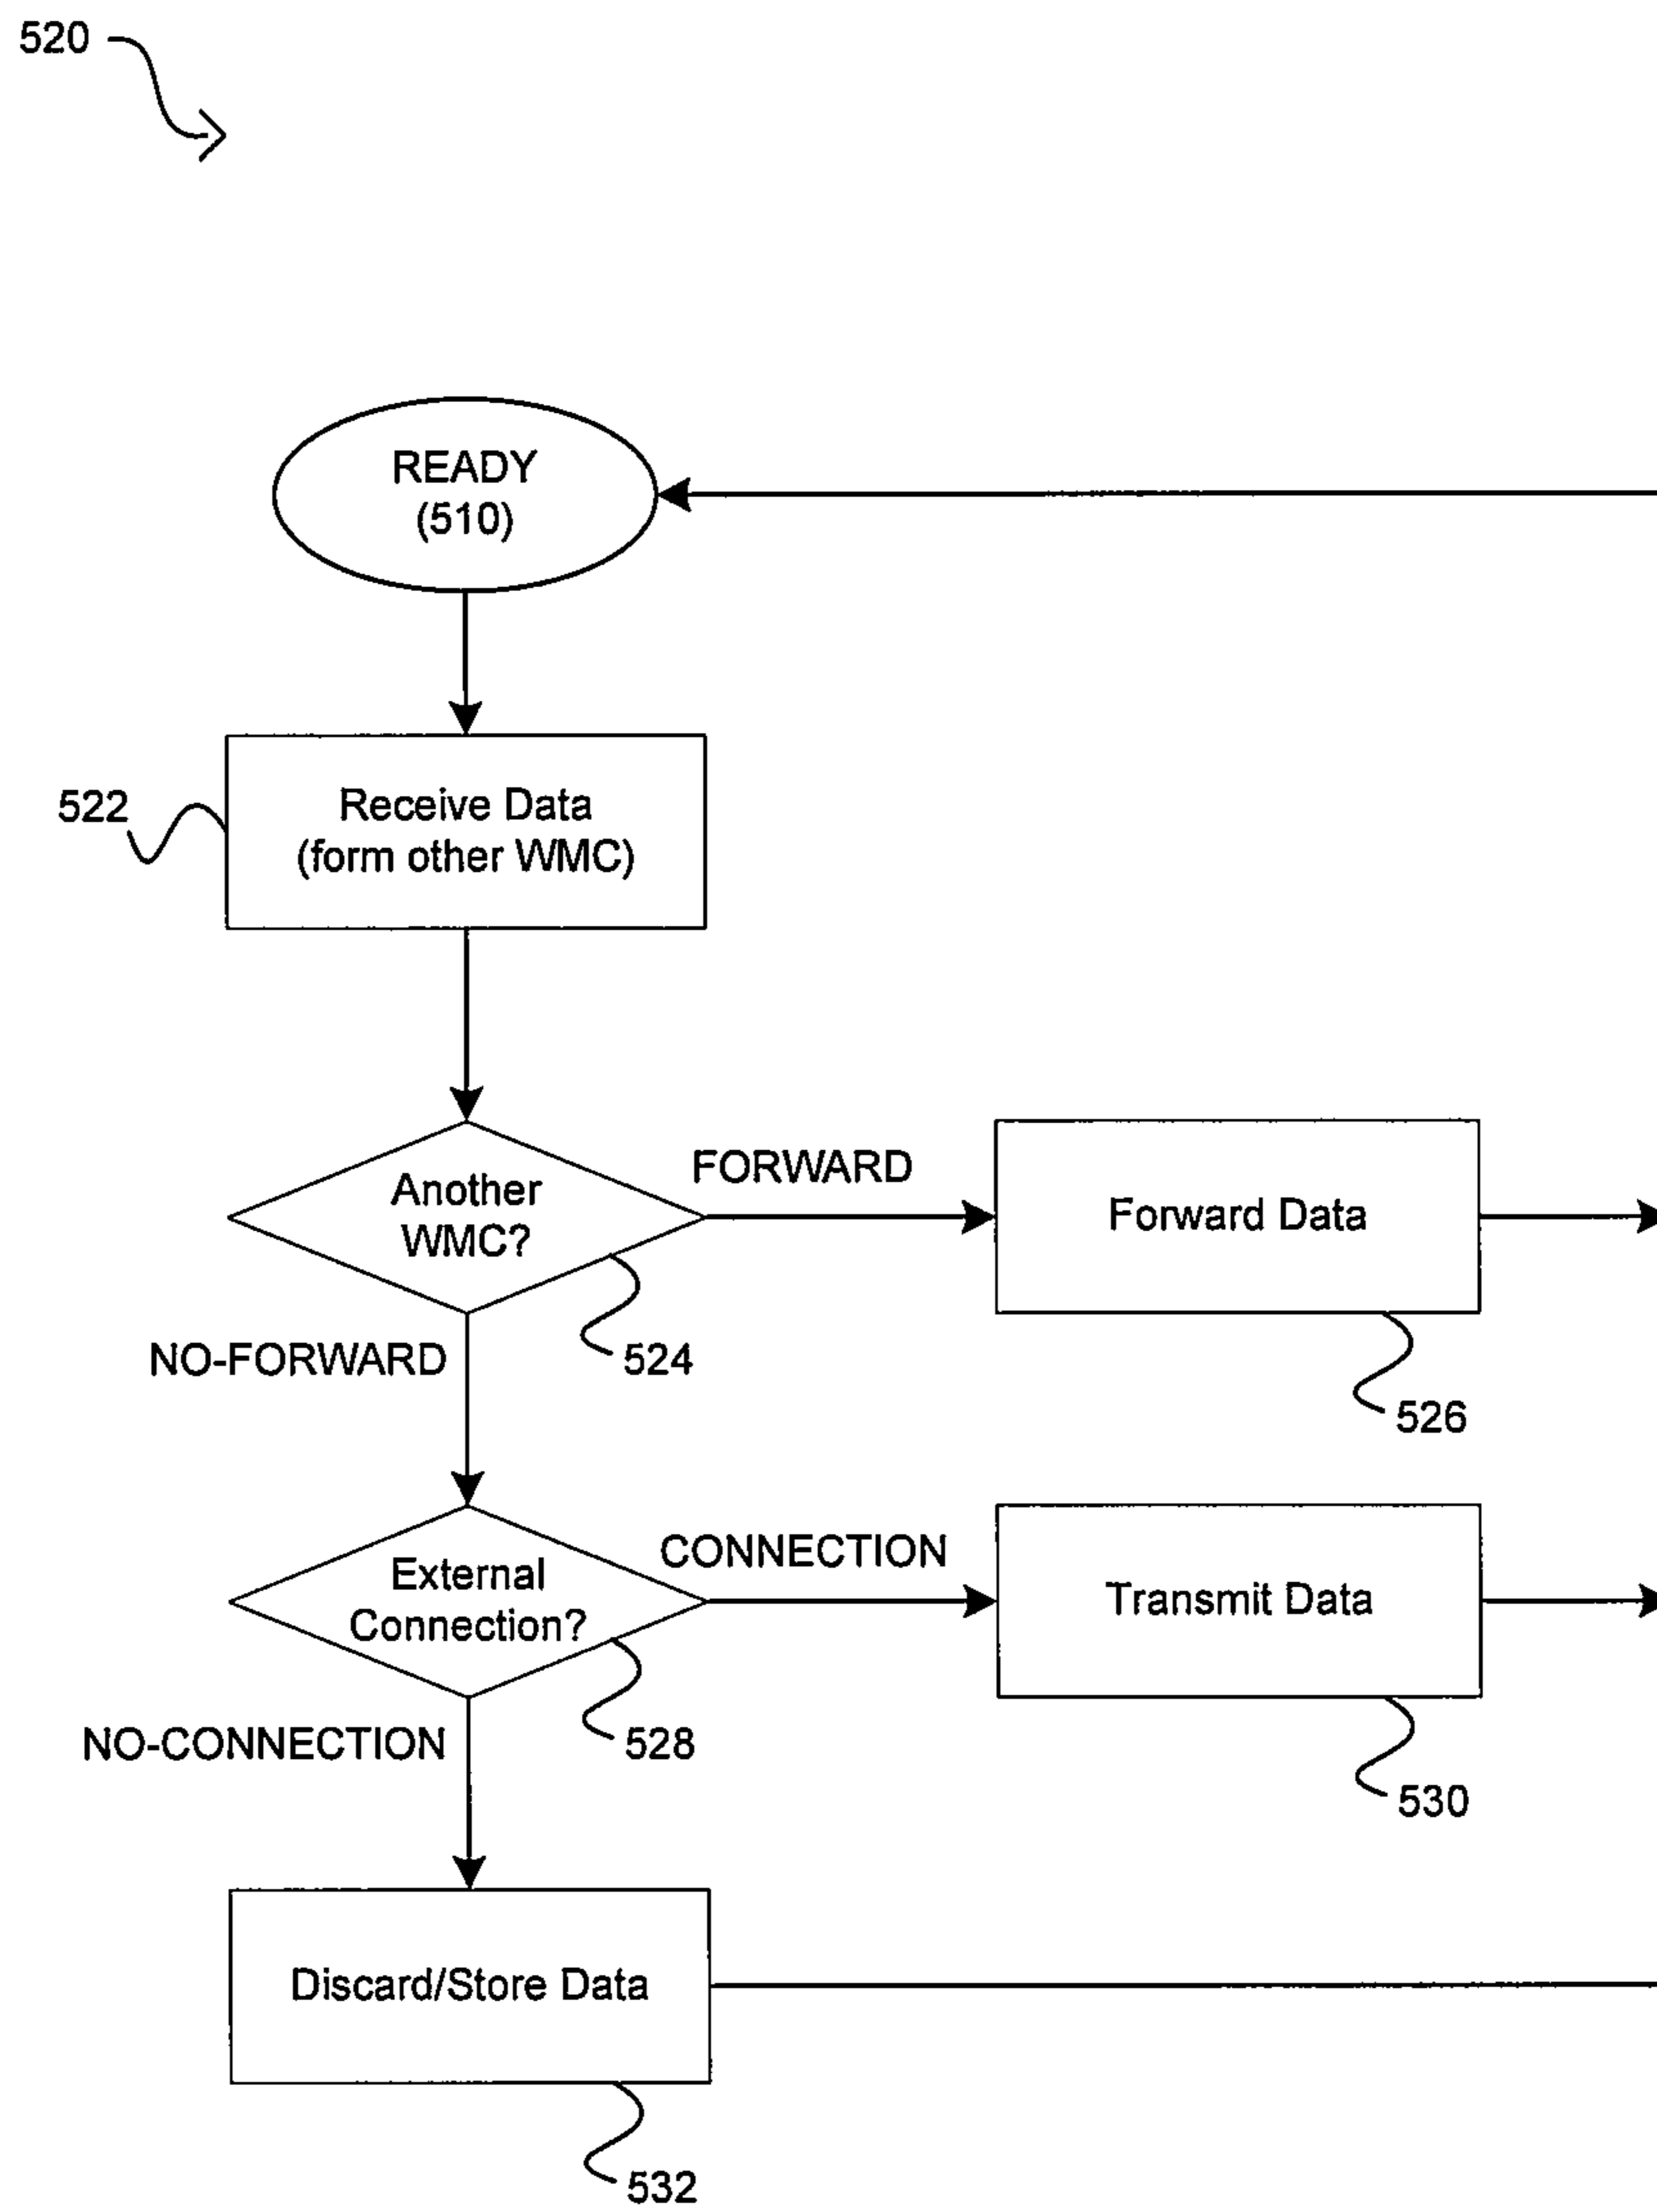 520
READY
(510)
522
Receive Data
(form other WMC)
Another
WMC?
FORWARD
Forward Data
524
526
NO-FORWARD
External
Connection?
CONNECTION
Transmit Data
528
530
NO-CONNECTION
Discard/Store Data
532